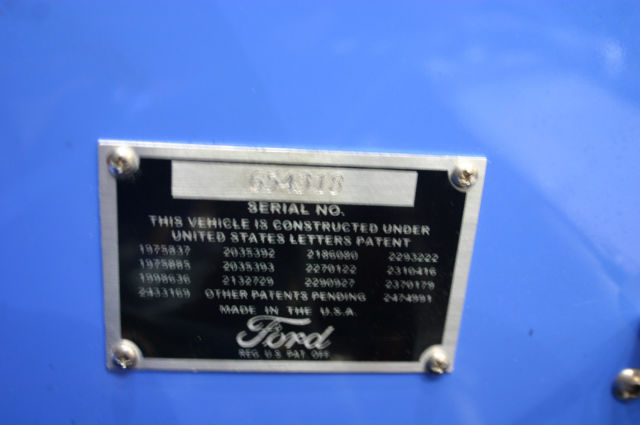 654318
SERIAL NO.
THIS VEHICLE IS CONSTRUCTED UNDER
UNITED STATES LETTERS PATENT
1975837 2035392 2186080 2293222
1975885 2035393 2270122 2310416
1998636 2132729 2290927 2370179
2433169 OTHER PATENTS PENDING 2474991
MADE IN THE U.S.A.
Ford
REG. U.S. PAT. OFF.